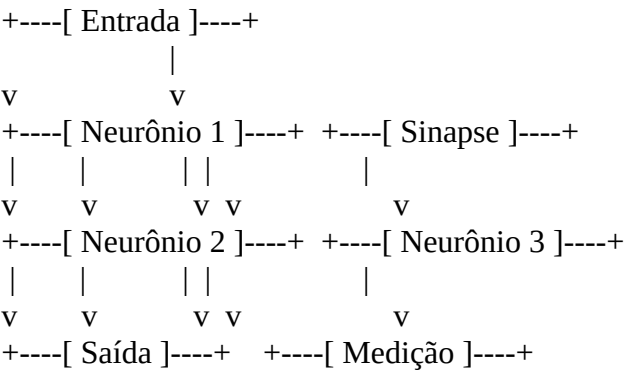 +----[ Entrada ]----+
|
v v
+----[ Neurônio 1 ]----+ +----[ Sinapse ]----+
| | | | |
v v v v v
+----[ Neurônio 2 ]----+ +----[ Neurônio 3 ]----+
| | | | |
v v v v v
+----[ Saída ]----+ +----[ Medição ]----+